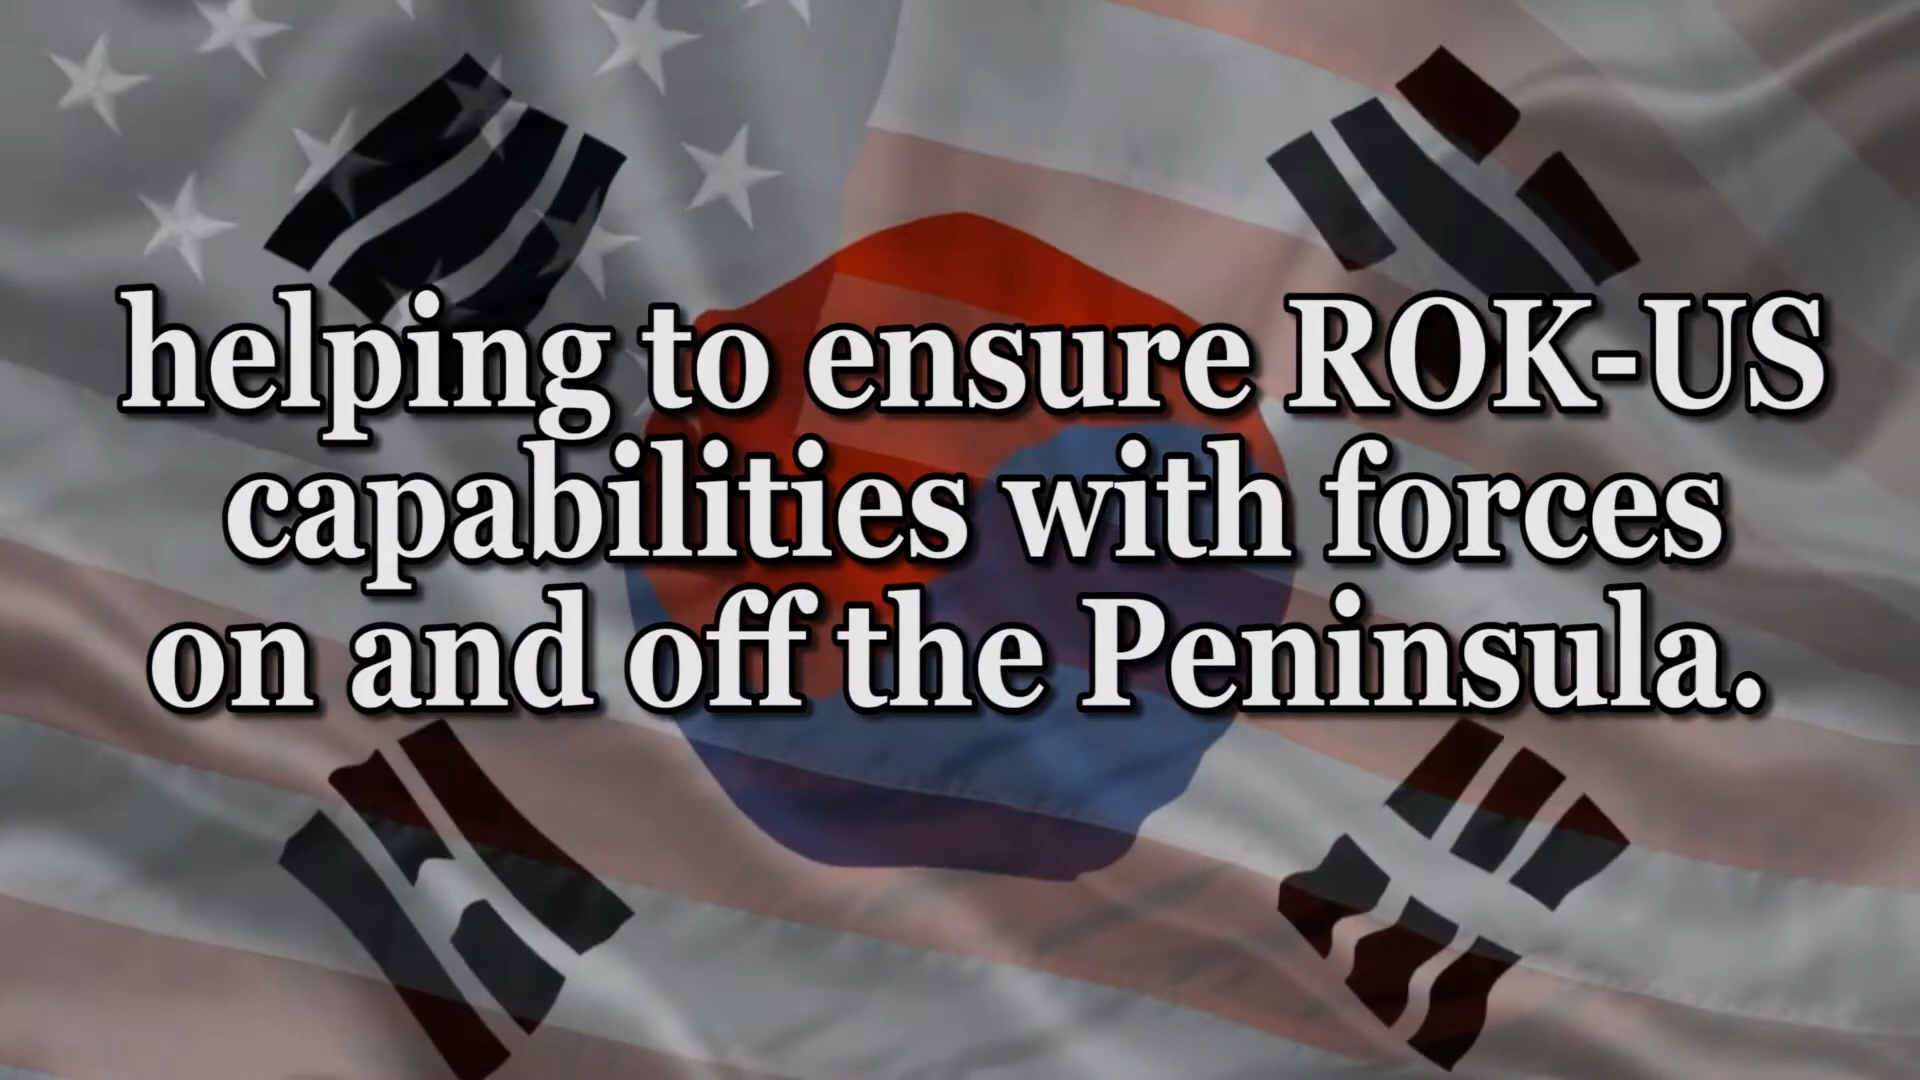 helping to ensure ROK-US
capabilities with forces
on and off the Peninsula.